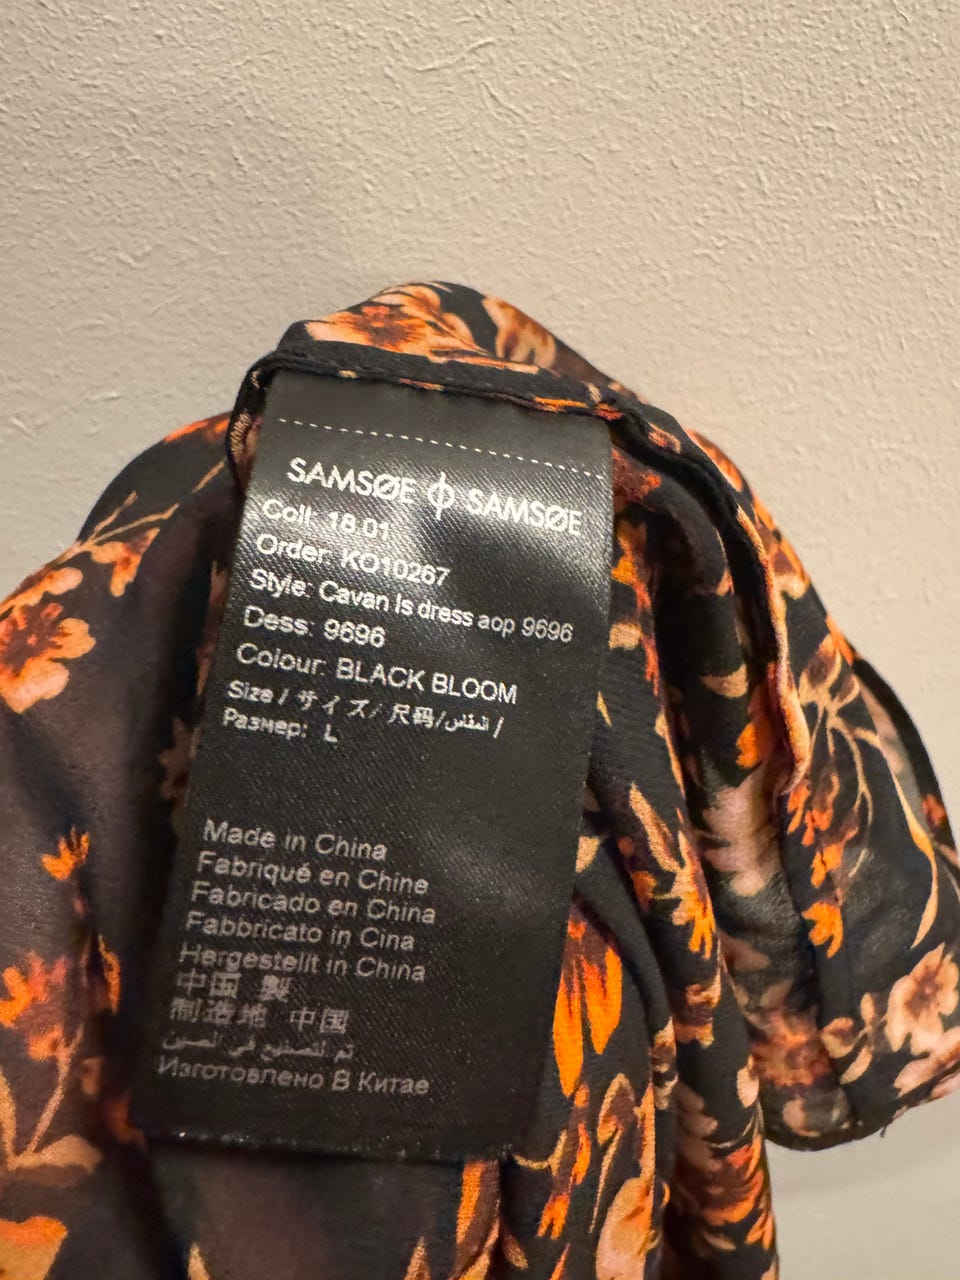 SAMSØE ϕ SAMSØE
Coll. 18.01
Order: KO10267
Style: Cavan ls dress aop 9696
Dess: 9696
Colour: BLACK BLOOM
Size / サイズ/ 尺码/المقاس /
Размер: L
Made in China
Fabriqué en Chine
Fabricado en China
Fabbricato in Cina
Hergestellt in China
中国 製
制造地 中国
تم التصنيع في الصين
Изготовлено В Китае